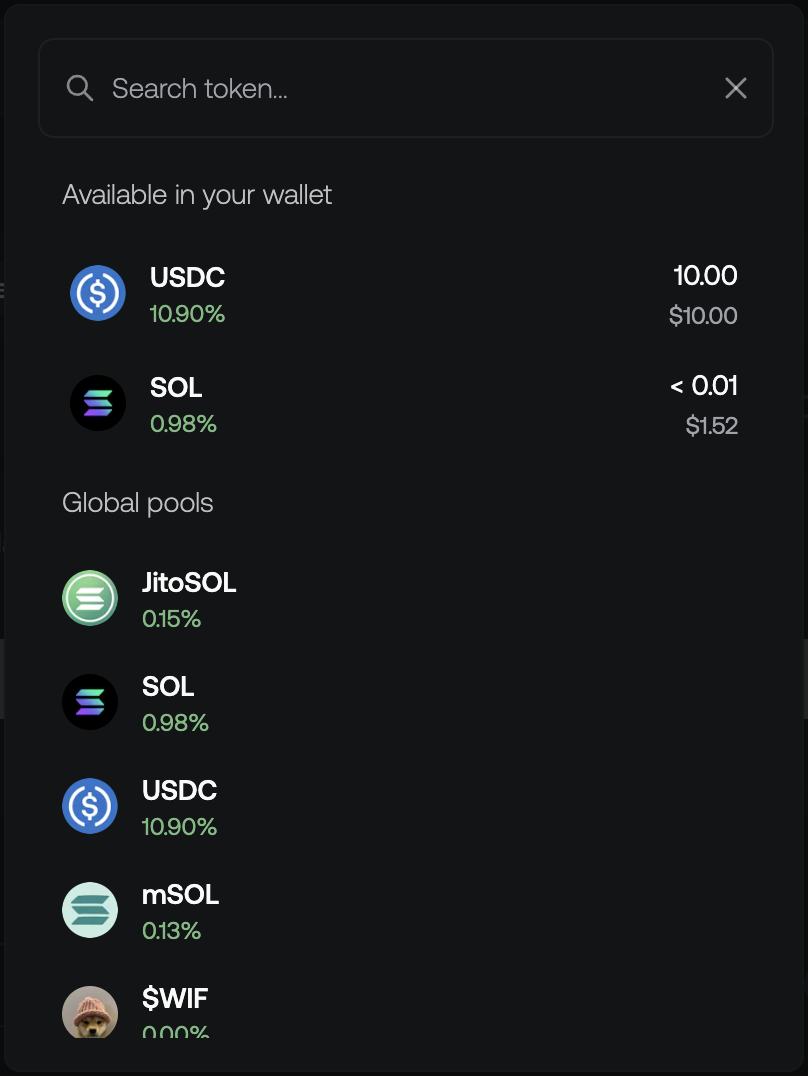 Search token...
Available in your wallet
USDC
10.00
10.90%
$10.00
SOL
< 0.01
0.98%
$1.52
Global pools
JitoSOL
0.15%
SOL
0.98%
USDC
10.90%
mSOL
0.13%
$WIF
0.00%